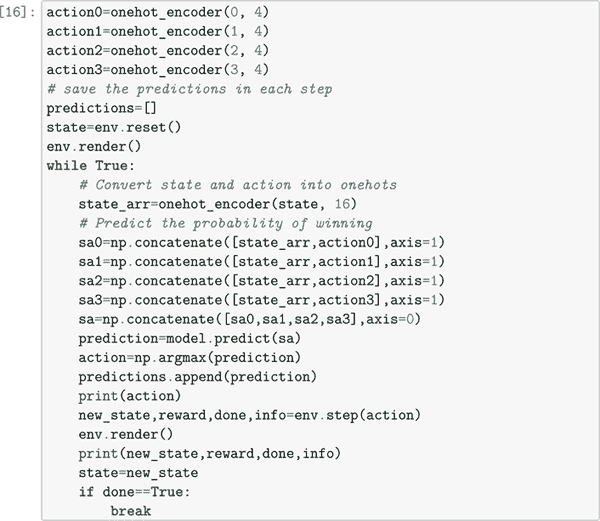 [16]: action0=onehot_encoder(0, 4)
action1=onehot_encoder(1, 4)
action2=onehot_encoder(2, 4)
action3=onehot_encoder(3, 4)
# save the predictions in each step
predictions=[]
state=env.reset()
env.render()
while True:
    # Convert state and action into onehots
    state_arr=onehot_encoder(state, 16)
    # Predict the probability of winning
    sa0=np.concatenate([state_arr,action0],axis=1)
    sa1=np.concatenate([state_arr,action1],axis=1)
    sa2=np.concatenate([state_arr,action2],axis=1)
    sa3=np.concatenate([state_arr,action3],axis=1)
    sa=np.concatenate([sa0,sa1,sa2,sa3],axis=0)
    prediction=model.predict(sa)
    action=np.argmax(prediction)
    predictions.append(prediction)
    print(action)
    new_state,reward,done,info=env.step(action)
    env.render()
    print(new_state,reward,done,info)
    state=new_state
    if done==True:
        break